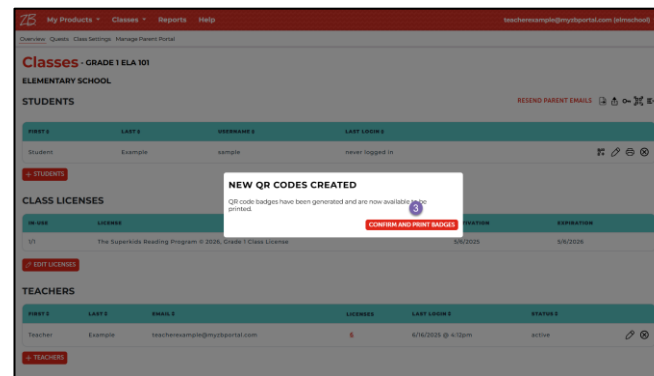 ZB My Products Classes Reports Help teacherexample@myzbportal.com (elmschool)
Overview Quests Class Settings Manage Parent Portal
Classes - GRADE 1 ELA 101
ELEMENTARY SCHOOL
STUDENTS RESEND PARENT EMAILS
FIRST LAST USERNAME LAST LOGIN
Student Example sample never logged in
+ STUDENTS
NEW QR CODES CREATED
QR code badges have been generated and are now available to be
printed.
3
CONFIRM AND PRINT BADGES
CLASS LICENSES
IN-USE LICENSE EXPIRATION
1/1 The Superkids Reading Program © 2026, Grade 1 Class License 5/6/2025 5/6/2026
EDIT LICENSES
TEACHERS
FIRST LAST EMAIL LICENSES LAST LOGIN STATUS
Teacher Example teacherexample@myzbportal.com 6/16/2025 @ 4:12pm active
+ TEACHERS